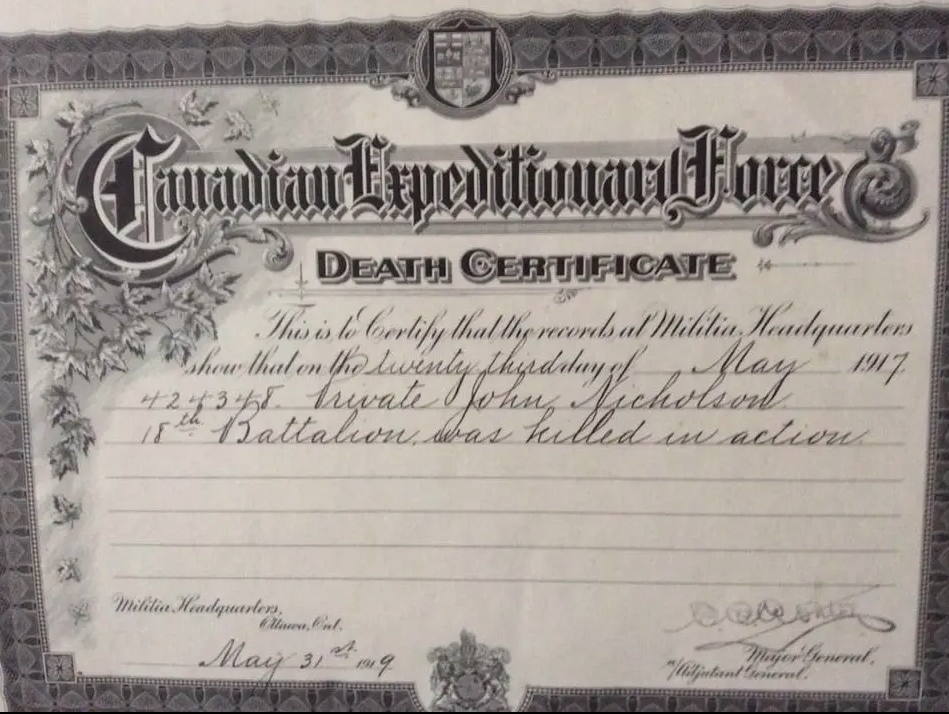 Canadian Expeditionary Force
DEATH CERTIFICATE
This is to Certify that the records at Militia Headquarters
show that on the twenty third day of May 1917.
424348. Private John Nicholson
18th Battalion was killed in action.
Militia Headquarters,
Ottawa, Ont.
May 31st 1919
Major General,
Adjutant General.